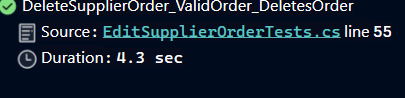 DeleteSupplierOrder_ValidOrder_DeletesOrder
Source: EditSupplierOrderTests.cs line 55
Duration: 4.3 sec